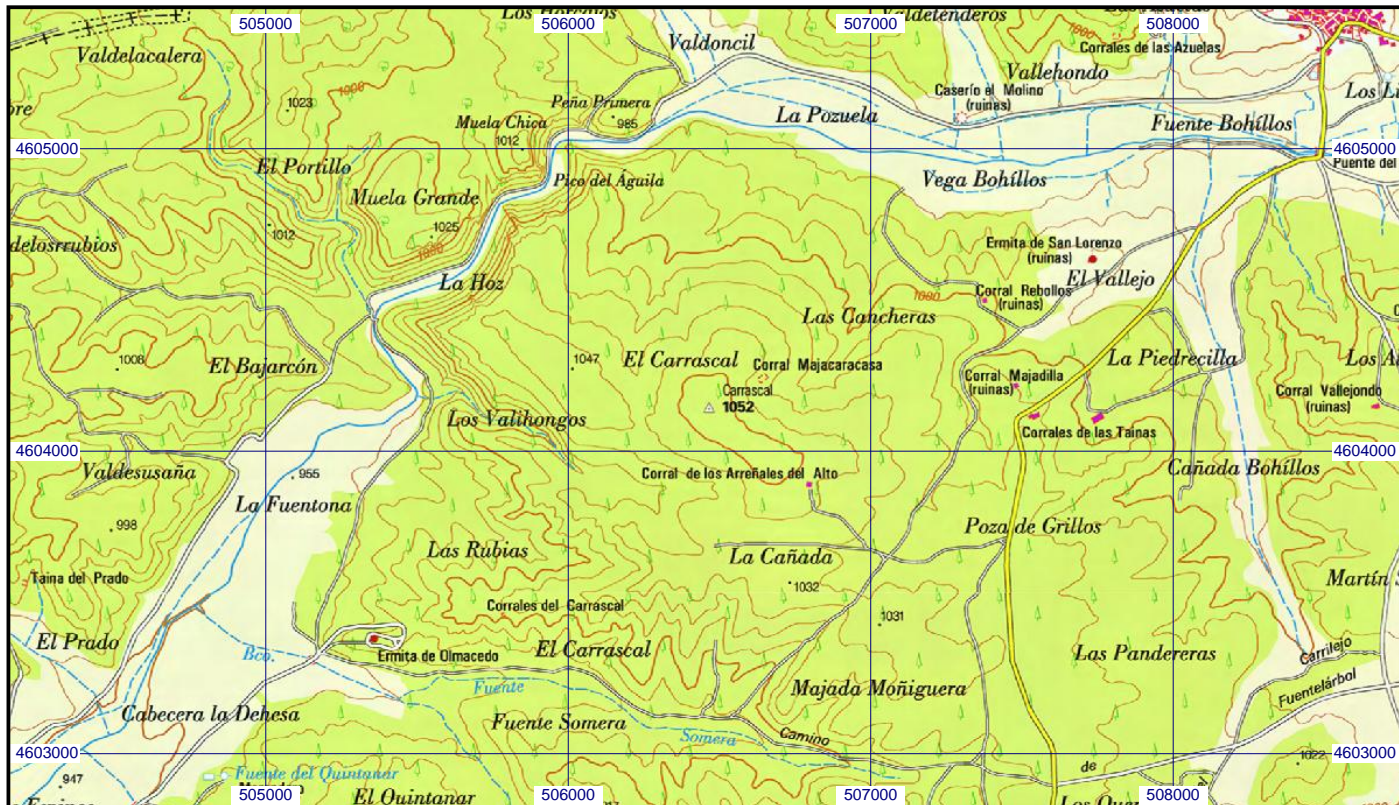 505000
506000
507000
508000
Valdetenderos
Valdelacalera
Valdoncil
Corrales de las Azuelas
Vallehondo
1000
1023
1000
Peña Primera
Caserío el Molino
(ruinas)
985
La Pozuela
Muela Chica
1012
Fuente Bohíllos
4605000
4605000
Puente del
El Portillo
Pico del Águila
Vega Bohíllos
Muela Grande
1012
1025
1000
delosrrubios
Ermita de San Lorenzo
(ruinas)
El Vallejo
La Hoz
1000
Corral Rebollos
(ruinas)
Las Cancheras
1008
El Bajarcón
1047
El Carrascal
Corral Majacaracasa
La Piedrecilla
Carrascal
1052
Corral Majadilla
(ruinas)
Corral Vallejondo
(ruinas)
Los Valihongos
Corrales de las Tainas
4604000
4604000
Valdesusaña
955
Corral de los Arreñales del Alto
Cañada Bohíllos
La Fuentona
998
Poza de Grillos
Las Rubias
La Cañada
Taina del Prado
1032
Martín
Corrales del Carrascal
1031
El Prado
Bco.
Ermita de Olmacedo
El Carrascal
Las Pandereras
Carrilejo
Fuente
Majada Moñiguera
Fuentelárbol
Cabecera la Dehesa
Fuente Somera
Somera
Camino
4603000
4603000
de
1022
947
Fuente del Quintanar
El Quintanar
505000
506000
507000
508000